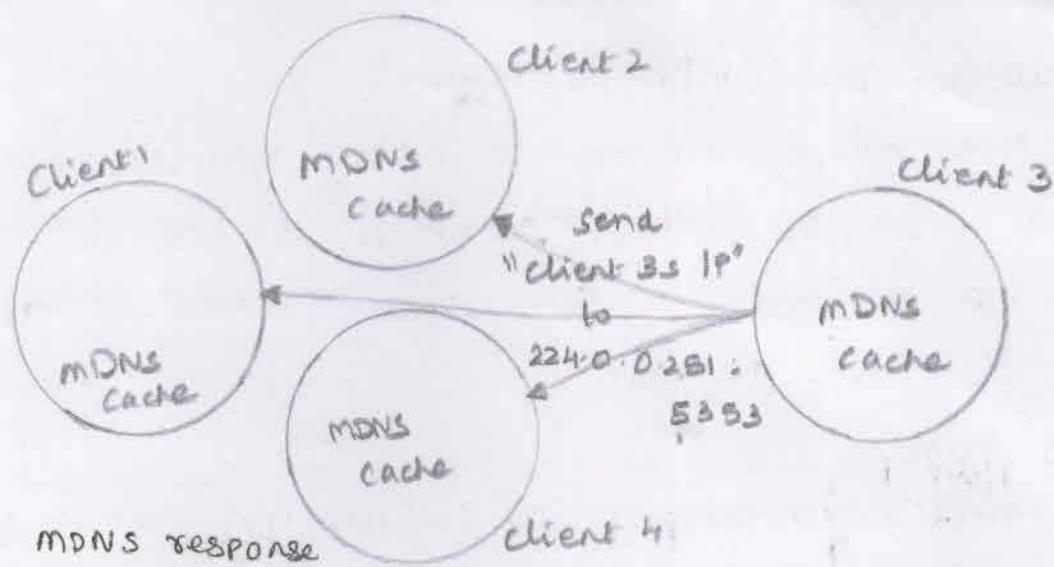 Client 2
MDNS
Cache
Client 1
MDNS
Cache
Client 3
MDNS
Cache
send
"Client 3s IP"
to
224.0.0.251:
5353
MDNS
Cache
Client 4
MDNS response